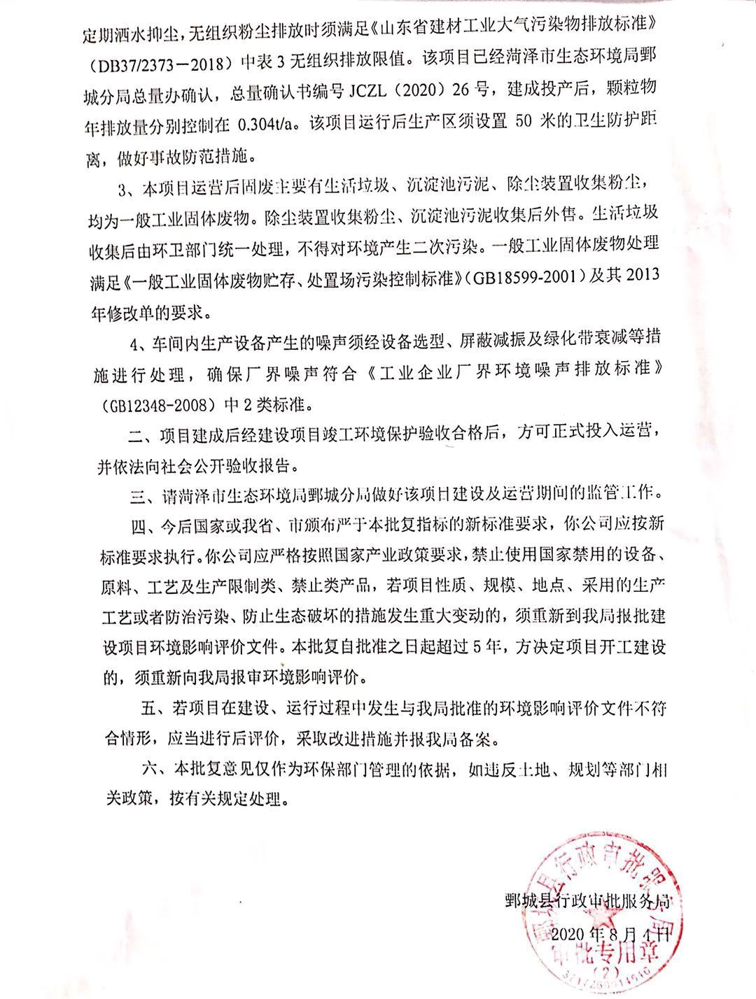 定期洒水抑尘，无组织粉尘排放时须满足《山东省建材工业大气污染物排放标准》
（DB37/2373－2018）中表 3 无组织排放限值。该项目已经菏泽市生态环境局鄄
城分局总量办确认，总量确认书编号 JCZL（2020）26 号，建成投产后，颗粒物
年排放量分别控制在 0.304t/a。该项目运行后生产区须设置 50 米的卫生防护距
离，做好事故防范措施。
3、本项目运营后固废主要有生活垃圾、沉淀池污泥、除尘装置收集粉尘，
均为一般工业固体废物。除尘装置收集粉尘、沉淀池污泥收集后外售。生活垃圾
收集后由环卫部门统一处理，不得对环境产生二次污染。一般工业固体废物处理
满足《一般工业固体废物贮存、处置场污染控制标准》（GB18599-2001）及其 2013
年修改单的要求。
4、车间内生产设备产生的噪声须经设备选型、屏蔽减振及绿化带衰减等措
施进行处理，确保厂界噪声符合《工业企业厂界环境噪声排放标准》
（GB12348-2008）中 2 类标准。
二、项目建成后经建设项目竣工环境保护验收合格后，方可正式投入运营，
并依法向社会公开验收报告。
三、请菏泽市生态环境局鄄城分局做好该项目建设及运营期间的监管工作。
四、今后国家或我省、市颁布严于本批复指标的新标准要求，你公司应按新
标准要求执行。你公司应严格按照国家产业政策要求，禁止使用国家禁用的设备、
原料、工艺及生产限制类、禁止类产品，若项目性质、规模、地点、采用的生产
工艺或者防治污染、防止生态破坏的措施发生重大变动的，须重新到我局报批建
设项目环境影响评价文件。本批复自批准之日起超过 5 年，方决定项目开工建设
的，须重新向我局报审环境影响评价。
五、若项目在建设、运行过程中发生与我局批准的环境影响评价文件不符
合情形，应当进行后评价，采取改进措施并报我局备案。
六、本批复意见仅作为环保部门管理的依据，如违反土地、规划等部门相
关政策，按有关规定处理。
鄄城县行政审批服务局
鄄城县行政审批服务局
2020 年 8 月 4 日
审批专用章
（2）